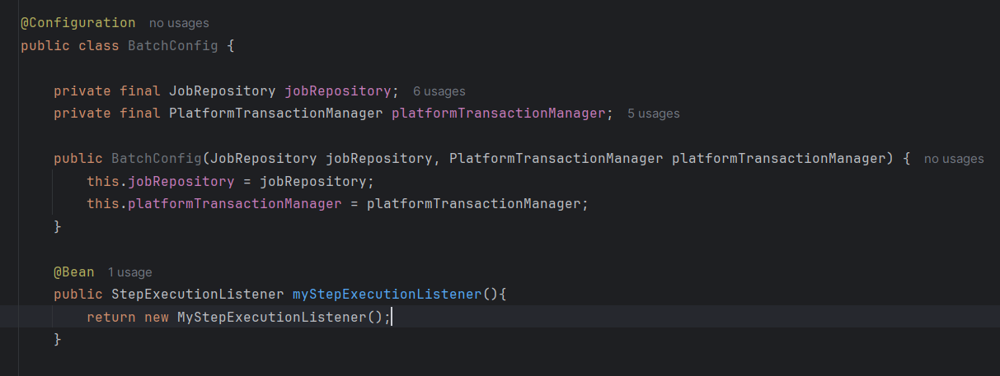 @Configuration no usages
public class BatchConfig {
private final JobRepository jobRepository; 6 usages
private final PlatformTransactionManager platformTransactionManager; 5 usages
public BatchConfig(JobRepository jobRepository, PlatformTransactionManager platformTransactionManager) { no usages
this.jobRepository = jobRepository;
this.platformTransactionManager = platformTransactionManager;
}
@Bean 1 usage
public StepExecutionListener myStepExecutionListener(){
return new MyStepExecutionListener();
}